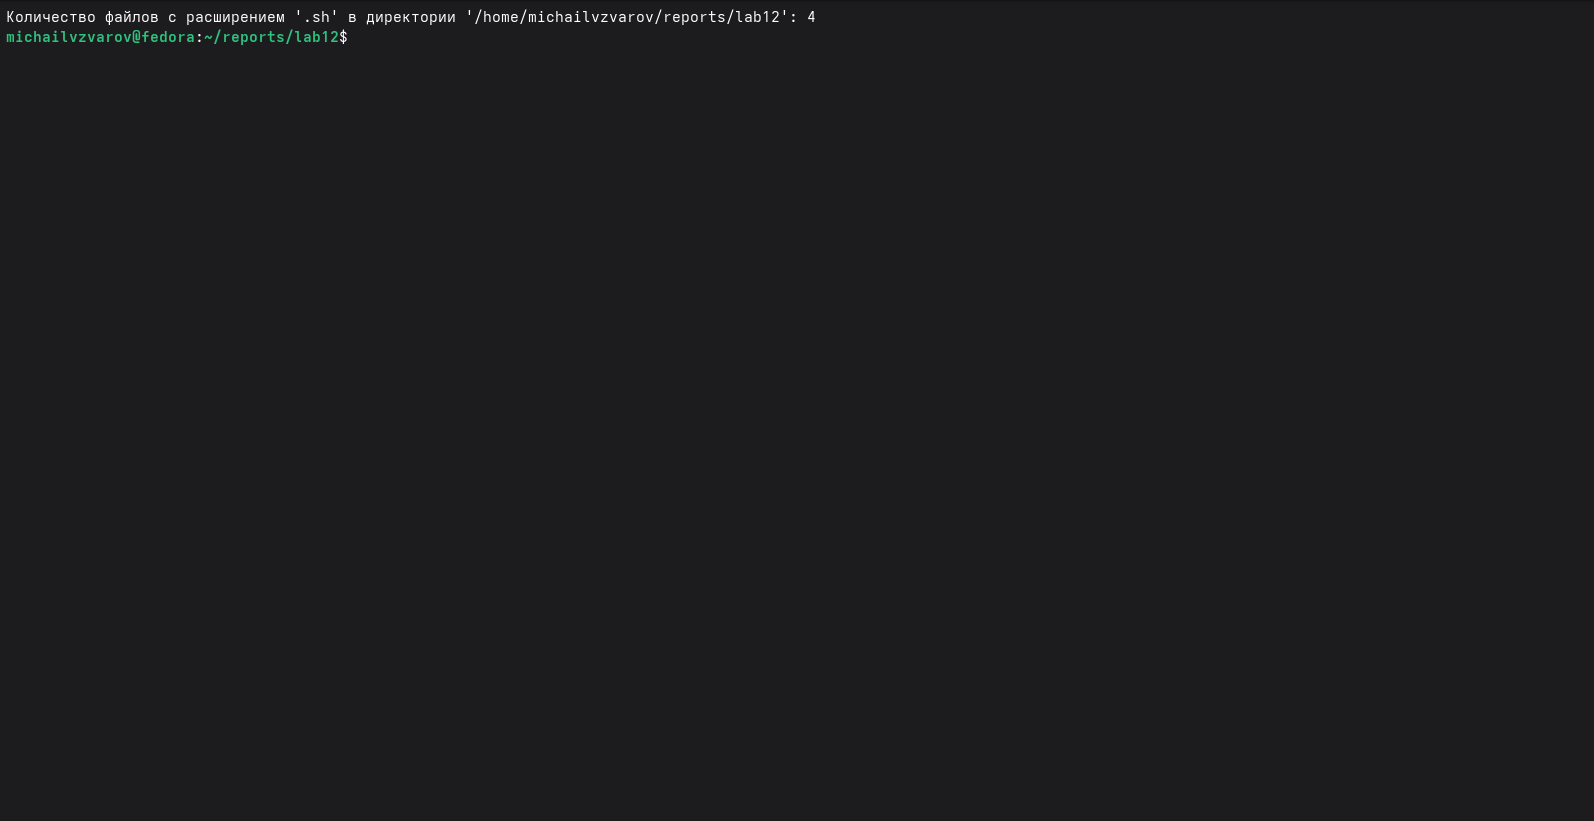 Количество файлов с расширением '.sh' в директории '/home/michailvzvarov/reports/lab12': 4
michailvzvarov@fedora:~/reports/lab12$